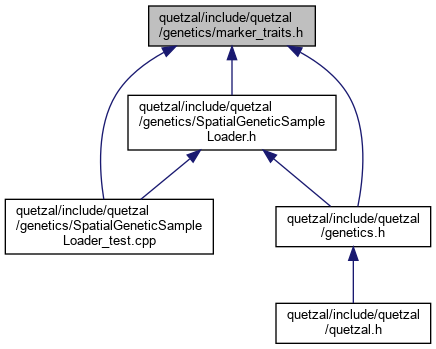 quetzal/include/quetzal
/genetics/marker_traits.h
quetzal/include/quetzal
/genetics/SpatialGeneticSample
Loader.h
quetzal/include/quetzal
/genetics/SpatialGeneticSample
Loader_test.cpp
quetzal/include/quetzal
/genetics.h
quetzal/include/quetzal
/quetzal.h